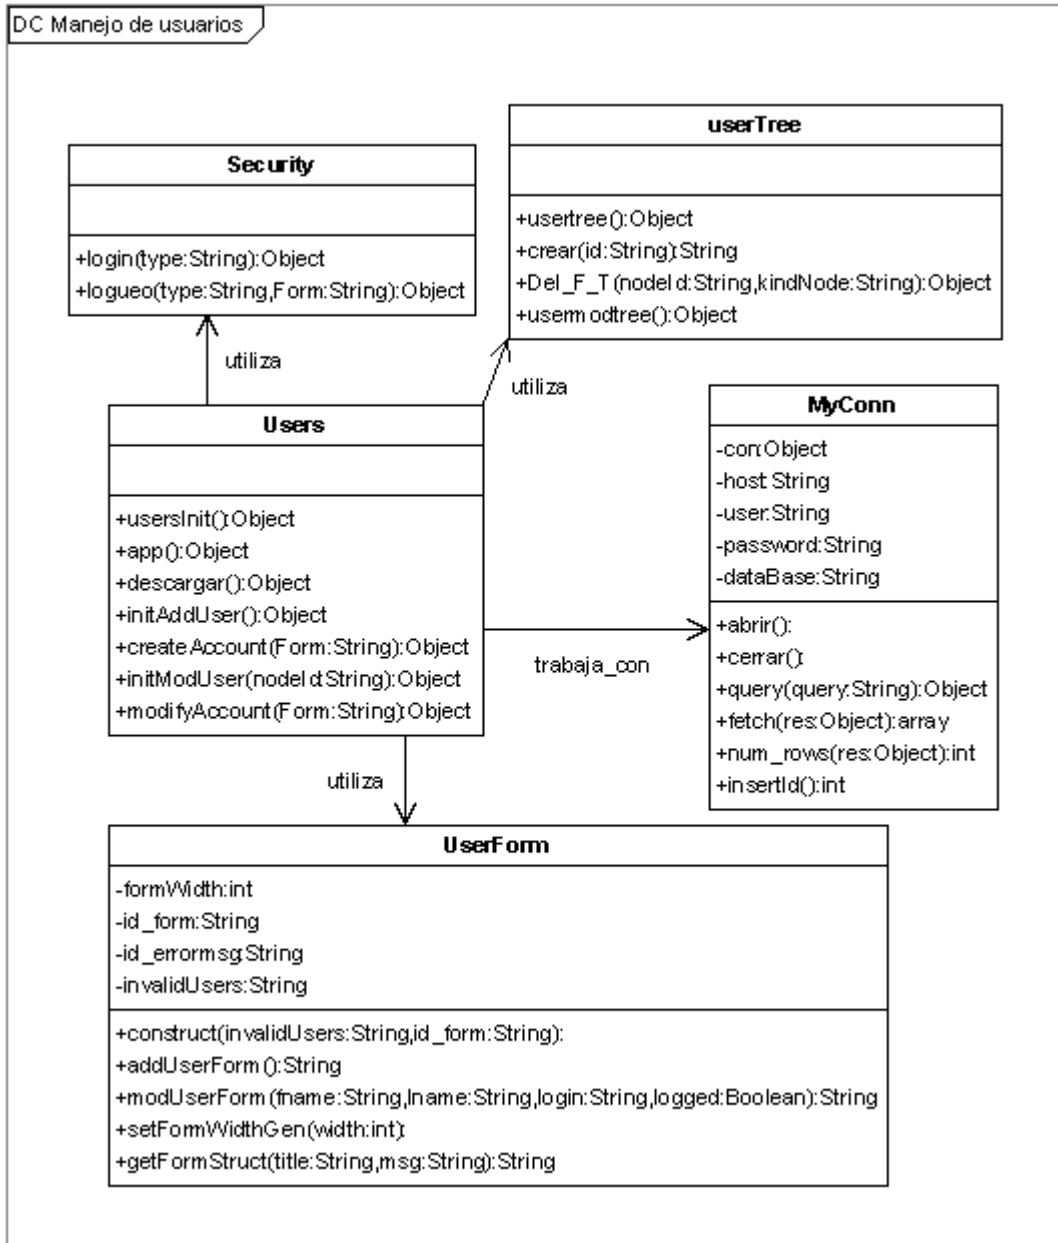 DC Manejo de usuarios
userTree
+usertree():Object
+crear(id:String):String
+Del_F_T(nodeId:String,kindNode:String):Object
+usermodtree():Object
Security
+login(type:String):Object
+logueo(type:String,Form:String):Object
utiliza
utiliza
Users
+usersInit():Object
+app():Object
+descargar():Object
+initAddUser():Object
+createAccount(Form:String):Object
+initModUser(nodeId:String):Object
+modifyAccount(Form:String):Object
MyConn
-con:Object
-host:String
-user:String
-password:String
-dataBase:String
+abrir():
+cerrar():
+query(query:String):Object
+fetch(res:Object):array
+num_rows(res:Object):int
+insertId():int
trabaja_con
utiliza
UserForm
-formWidth:int
-id_form:String
-id_errormsg:String
-invalidUsers:String
+construct(invalidUsers:String,id_form:String):
+addUserForm():String
+modUserForm(fname:String,lname:String,login:String,logged:Boolean):String
+setFormWidthGen(width:int):
+getFormStruct(title:String,msg:String):String